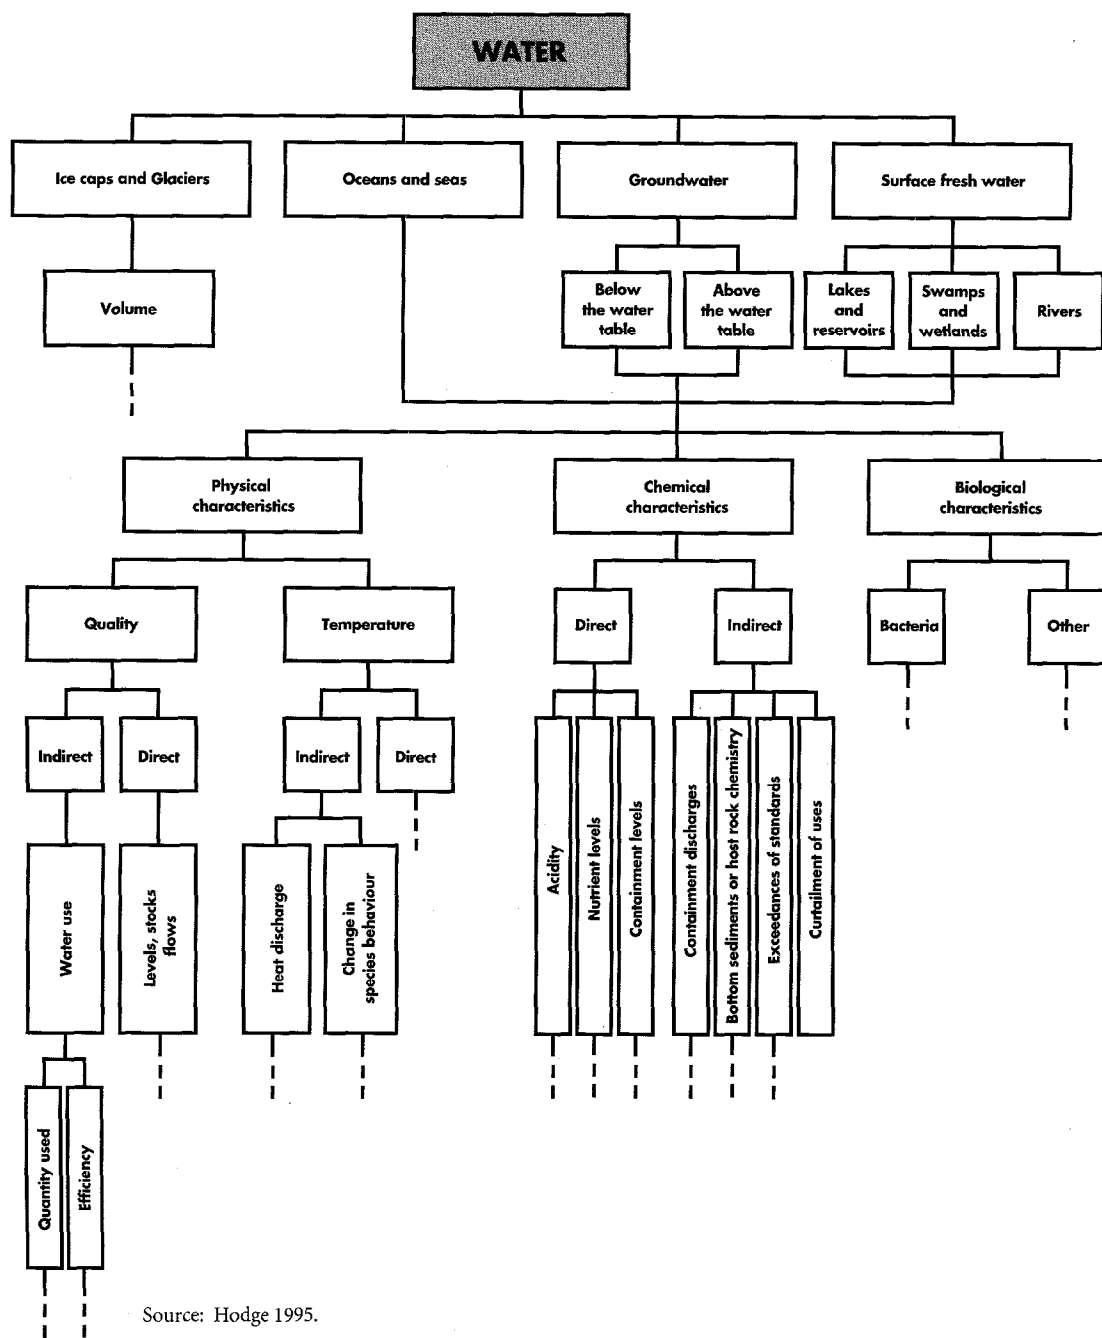 WATER
Ice caps and Glaciers
Oceans and seas
Groundwater
Surface fresh water
Volume
Below
the water
table
Above
the water
table
Lakes
and
reservoirs
Swamps
and
wetlands
Rivers
Physical
characteristics
Chemical
characteristics
Biological
characteristics
Quality
Temperature
Direct
Indirect
Bacteria
Other
Indirect
Direct
Indirect
Direct
Water use
Levels, stocks
flows
Heat discharge
Change in
species behaviour
Acidity
Nutrient levels
Containment levels
Containment discharges
Bottom sediments or host rock chemistry
Exceedances of standards
Curtailment of uses
Quantity used
Efficiency
Source: Hodge 1995.